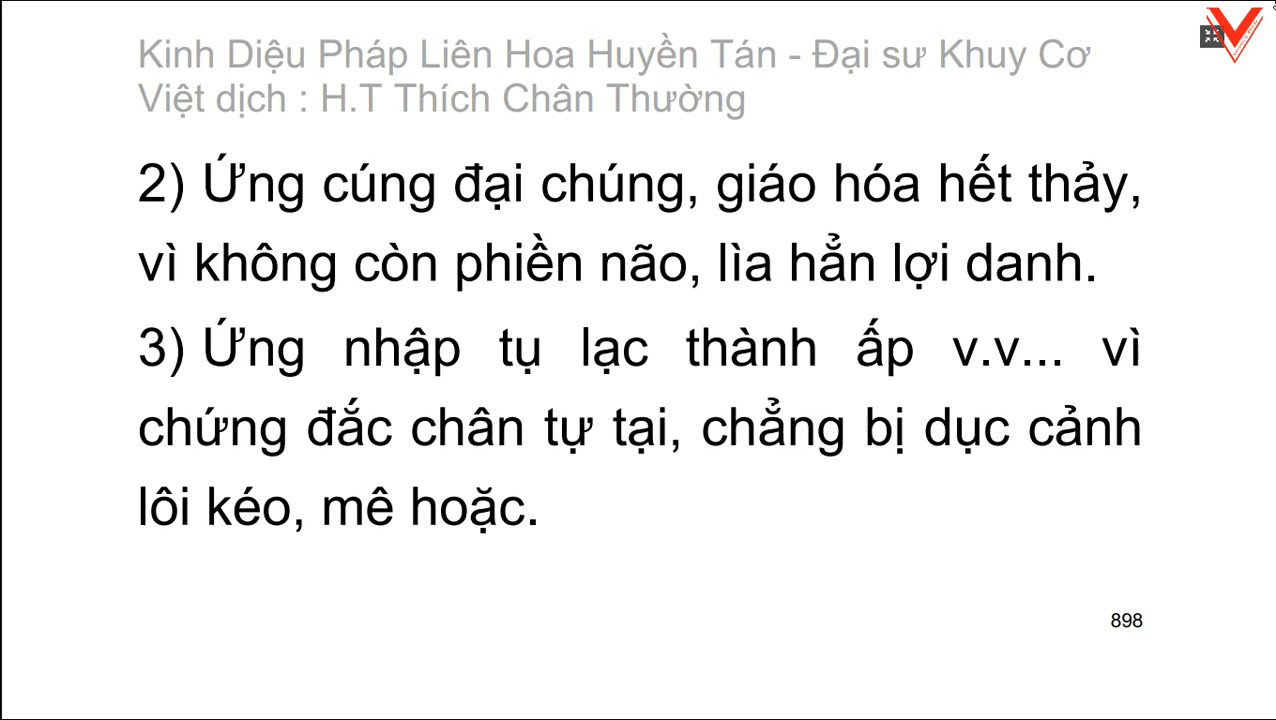 Kinh Diệu Pháp Liên Hoa Huyền Tán - Đại sư Khuy Cơ
Việt dịch : H.T Thích Chân Thường
2) Ứng cúng đại chúng, giáo hóa hết thảy,
vì không còn phiền não, lìa hẳn lợi danh.
3) Ứng nhập tụ lạc thành ấp v.v... vì
chứng đắc chân tự tại, chẳng bị dục cảnh
lôi kéo, mê hoặc.
898